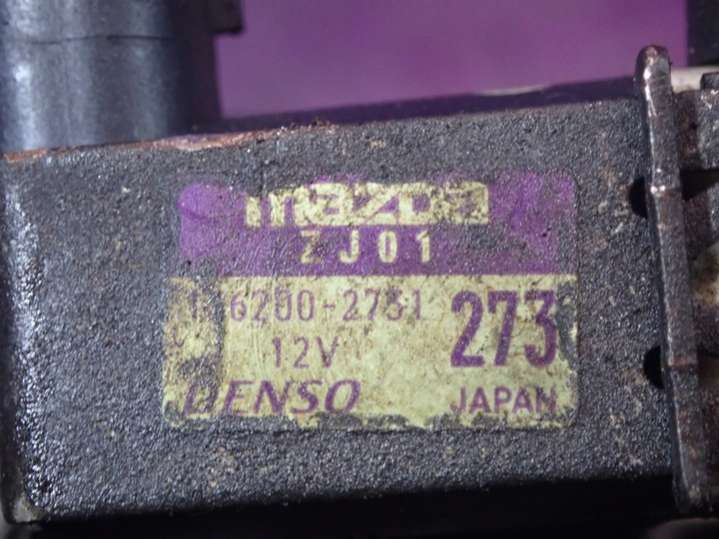 mazda
ZJ01
6200-2731
12V
273
DENSO
JAPAN